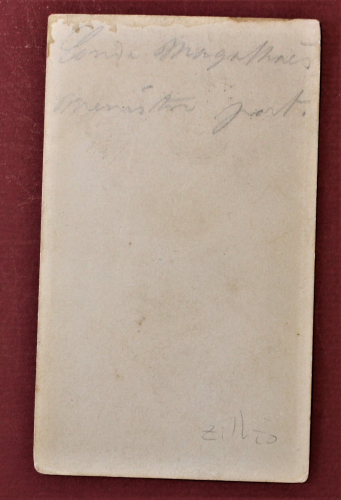 Conde Magalhães
ministro port.